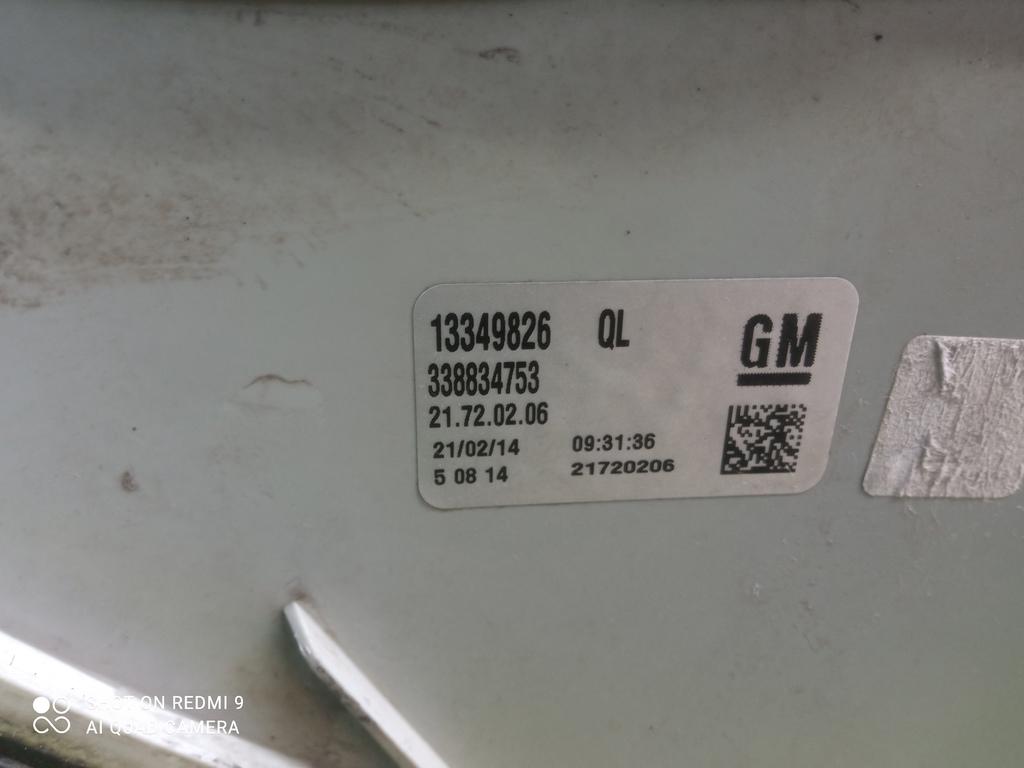 13349826 QL
GM
338834753
21.72.02.06
21/02/14 09:31:36
5 08 14 21720206
SHOT ON REDMI 9
AI QUAD CAMERA